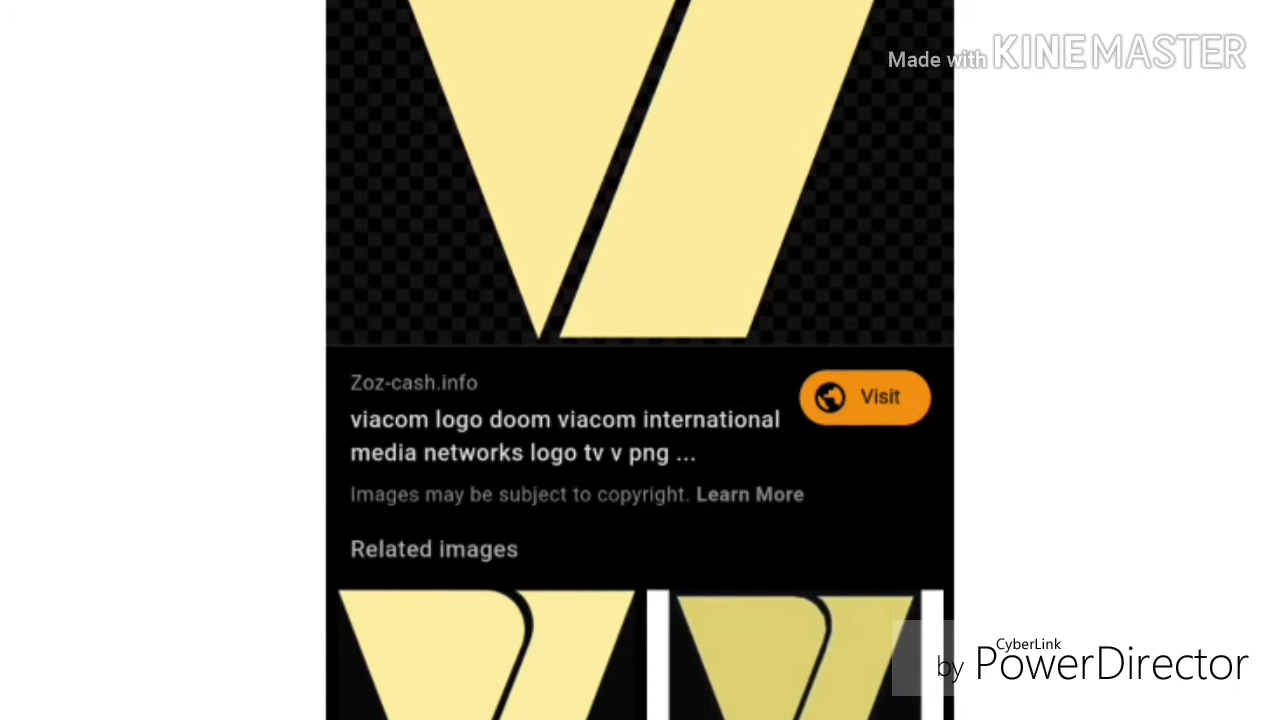 Made with KINEMASTER
Zoz-cash.info
viacom logo doom viacom international
media networks logo tv v png ...
Visit
Images may be subject to copyright. Learn More
Related images
CyberLink
by PowerDirector